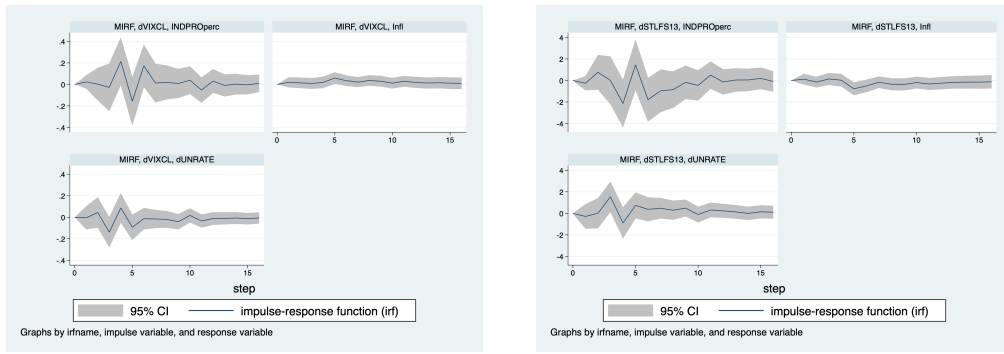 MIRF, dVIXCL, INDPROperc
MIRF, dVIXCL, Infl
.4
.2
0
-.2
-.4
0
5
10
15
MIRF, dVIXCL, dUNRATE
.4
.2
0
-.2
-.4
0
5
10
15
step
95% CI
impulse-response function (irf)
Graphs by irfname, impulse variable, and response variable
MIRF, dSTLFS13, INDPROperc
MIRF, dSTLFS13, Infl
4
2
0
-2
-4
0
5
10
15
MIRF, dSTLFS13, dUNRATE
4
2
0
-2
-4
0
5
10
15
step
95% CI
impulse-response function (irf)
Graphs by irfname, impulse variable, and response variable